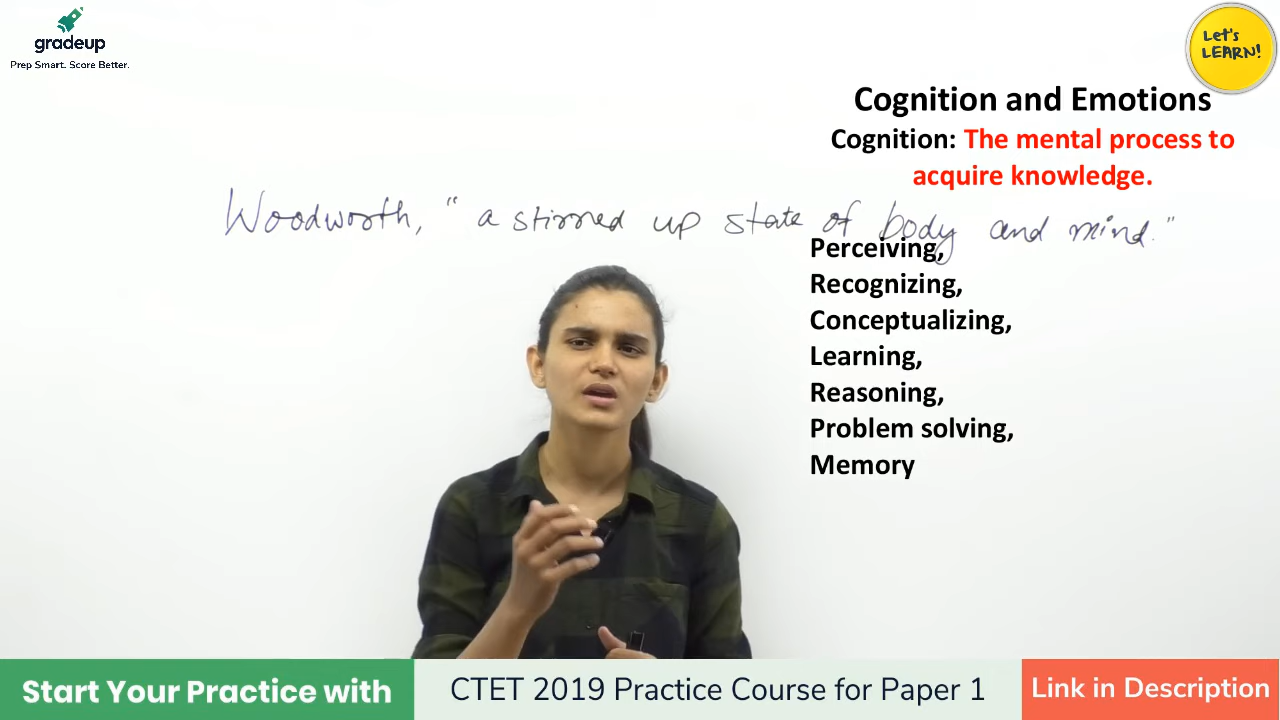 gradeup
Prep Smart. Score Better.
Let's
LEARN!
Cognition and Emotions
Cognition: The mental process to
acquire knowledge.
Woodworth, "a stirred up state of body and mind."
Perceiving,
Recognizing,
Conceptualizing,
Learning,
Reasoning,
Problem solving,
Memory
Start Your Practice with
CTET 2019 Practice Course for Paper 1
Link in Description